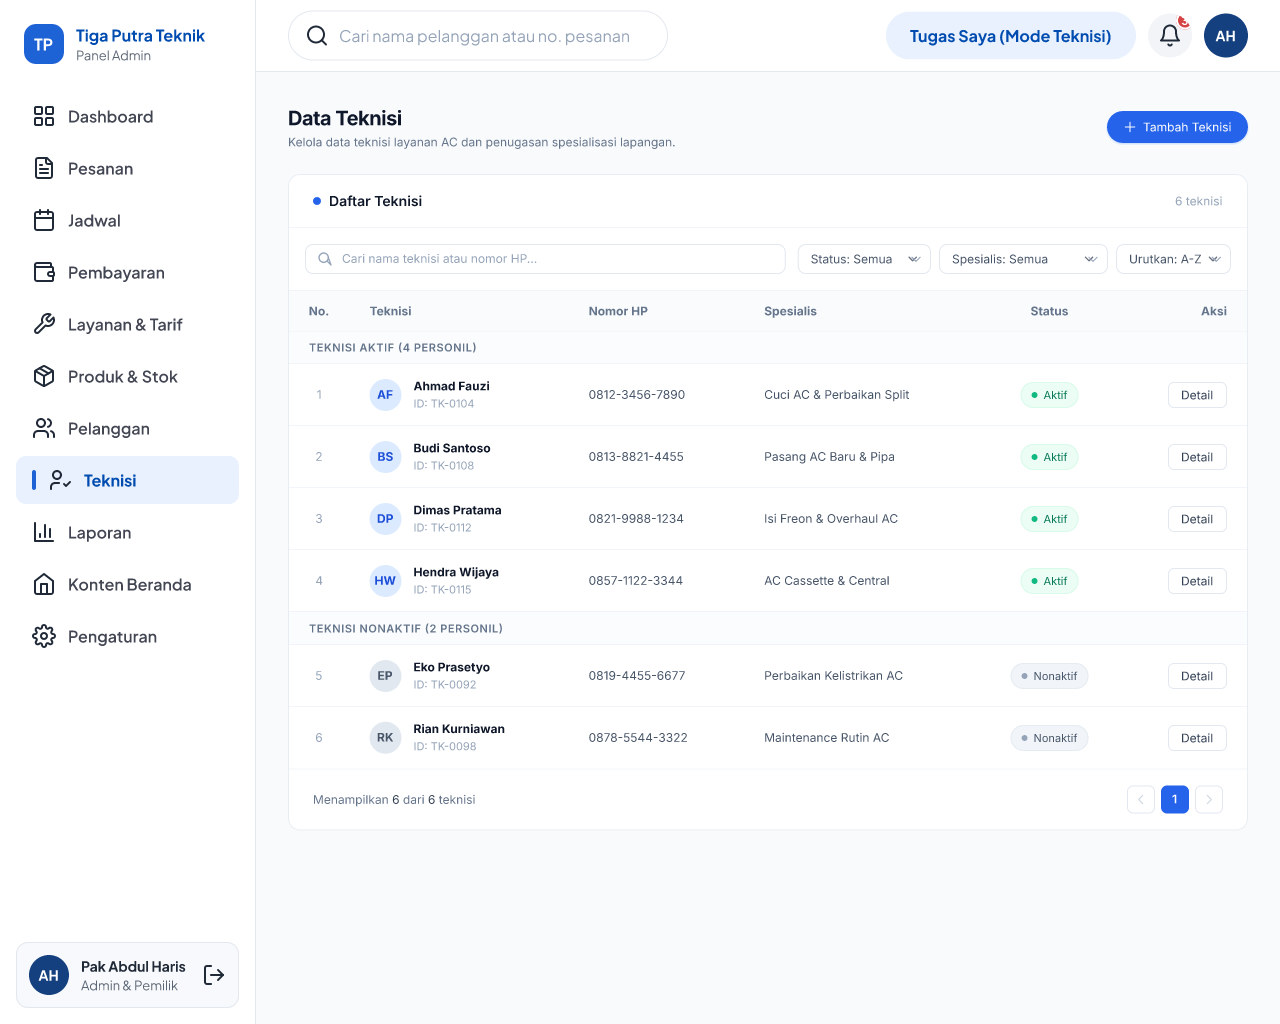 TP
Tiga Putra Teknik
Panel Admin
Dashboard
Pesanan
Jadwal
Pembayaran
Layanan & Tarif
Produk & Stok
Pelanggan
Teknisi
Laporan
Konten Beranda
Pengaturan
AH
Pak Abdul Haris
Admin & Pemilik
Cari nama pelanggan atau no. pesanan
Tugas Saya (Mode Teknisi)
AH
Data Teknisi
Kelola data teknisi layanan AC dan penugasan spesialisasi lapangan.
+ Tambah Teknisi
Daftar Teknisi
6 teknisi
Cari nama teknisi atau nomor HP...
Status: Semua
Spesialis: Semua
Urutkan: A-Z
No. Teknisi Nomor HP Spesialis Status Aksi
TEKNISI AKTIF (4 PERSONIL)
1 AF Ahmad Fauzi 0812-3456-7890 Cuci AC & Perbaikan Split Aktif Detail
ID: TK-0104
2 BS Budi Santoso 0813-8821-4455 Pasang AC Baru & Pipa Aktif Detail
ID: TK-0108
3 DP Dimas Pratama 0821-9988-1234 Isi Freon & Overhaul AC Aktif Detail
ID: TK-0112
4 HW Hendra Wijaya 0857-1122-3344 AC Cassette & Central Aktif Detail
ID: TK-0115
TEKNISI NONAKTIF (2 PERSONIL)
5 EP Eko Prasetyo 0819-4455-6677 Perbaikan Kelistrikan AC Nonaktif Detail
ID: TK-0092
6 RK Rian Kurniawan 0878-5544-3322 Maintenance Rutin AC Nonaktif Detail
ID: TK-0098
Menampilkan 6 dari 6 teknisi
1